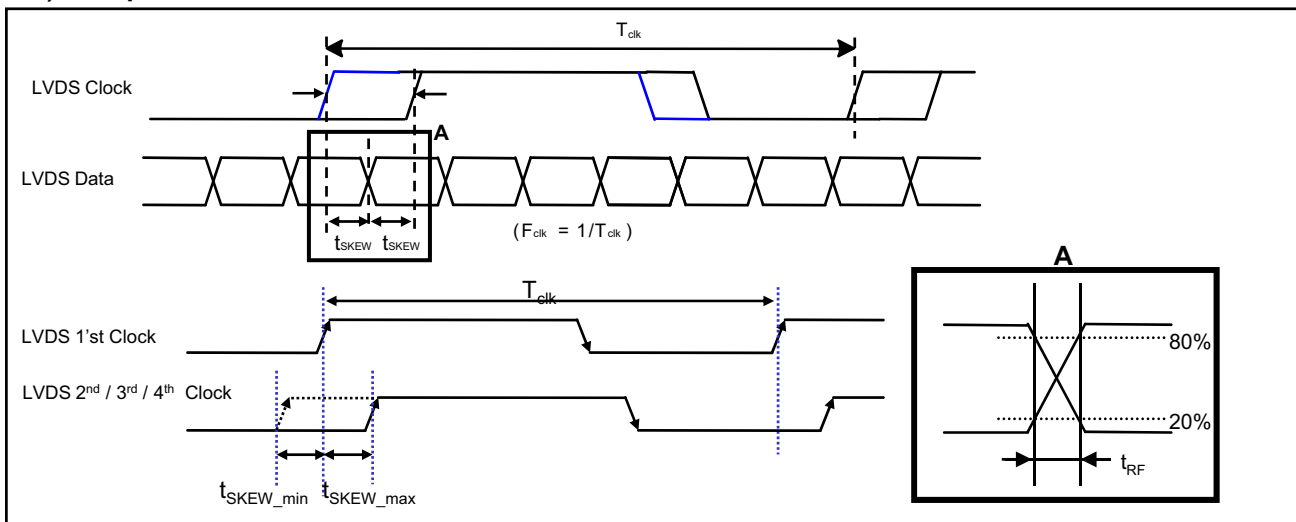 Tclk
LVDS Clock
A
LVDS Data
tSKEW tSKEW
(Fclk = 1/Tclk)
A
Tclk
LVDS 1'st Clock
80%
LVDS 2nd / 3rd / 4th Clock
20%
tRF
tSKEW_min tSKEW_max